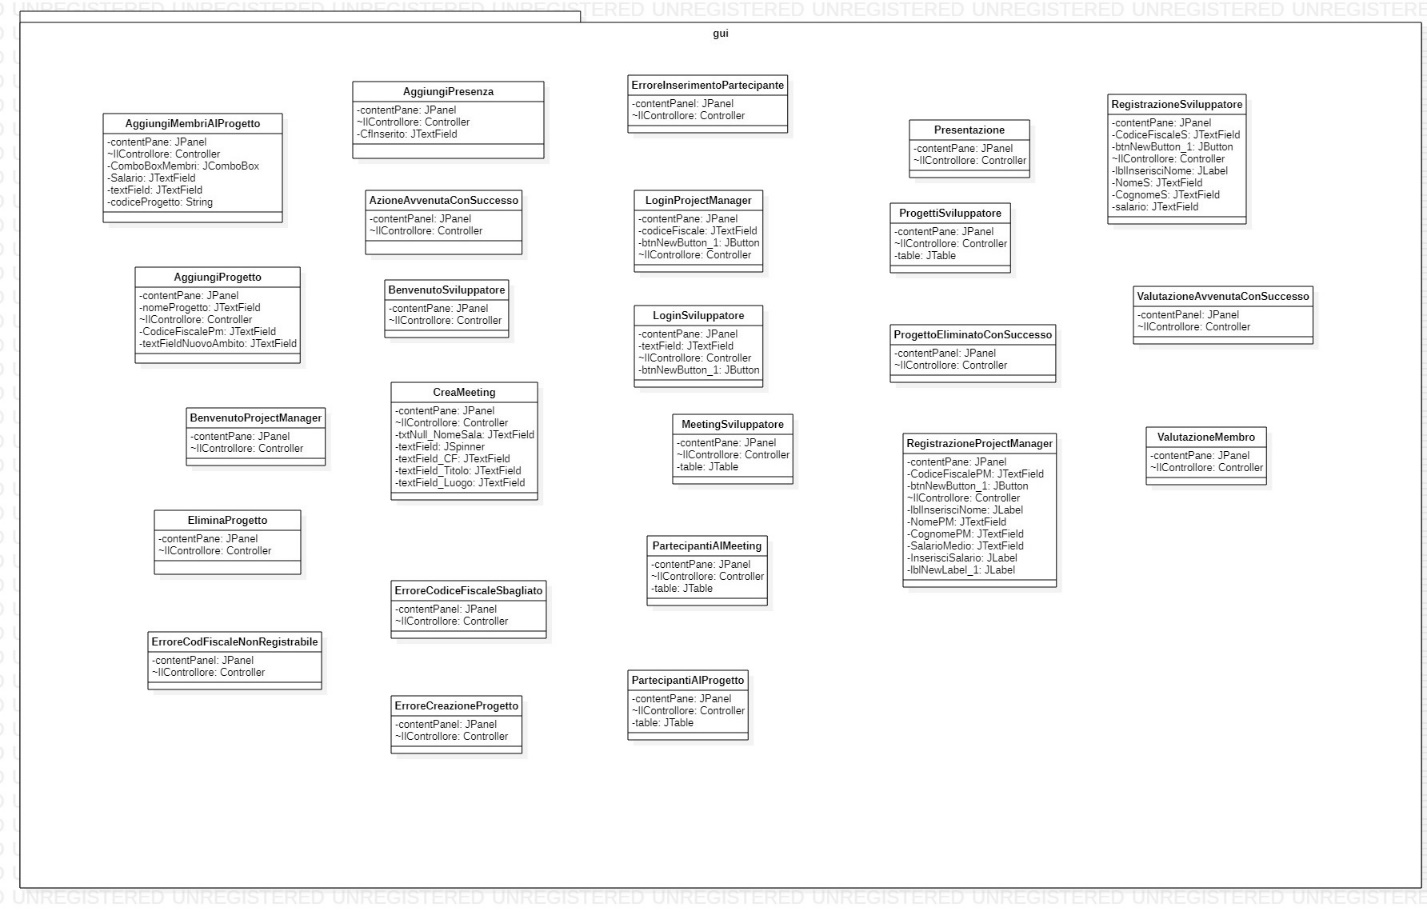 UNREGISTERED UNREGISTERED UNREGISTERED UNREGISTERED UNREGISTERED UNREGISTERED
gui
AggiungiMembriAlProgetto
-contentPane: JPanel
~IlControllore: Controller
-ComboBoxMembri: JComboBox
-Salario: JTextField
-textField: JTextField
-codiceProgetto: String
AggiungiProgetto
-contentPane: JPanel
-nomeProgetto: JTextField
~IlControllore: Controller
-CodiceFiscalePm: JTextField
-textFieldNuovoAmbito: JTextField
BenvenutoProjectManager
-contentPane: JPanel
~IlControllore: Controller
EliminaProgetto
-contentPane: JPanel
~IlControllore: Controller
ErroreCodFiscaleNonRegistrabile
-contentPanel: JPanel
~IlControllore: Controller
AggiungiPresenza
-contentPane: JPanel
~IlControllore: Controller
-CfInserito: JTextField
AzioneAvvenutaConSuccesso
-contentPanel: JPanel
~IlControllore: Controller
BenvenutoSviluppatore
-contentPane: JPanel
~IlControllore: Controller
CreaMeeting
-contentPane: JPanel
~IlControllore: Controller
-txtNull_NomeSala: JTextField
-textField: JSpinner
-textField_CF: JTextField
-textField_Titolo: JTextField
-textField_Luogo: JTextField
ErroreCodiceFiscaleSbagliato
-contentPanel: JPanel
~IlControllore: Controller
ErroreCreazioneProgetto
-contentPanel: JPanel
~IlControllore: Controller
ErroreInserimentoPartecipante
-contentPanel: JPanel
~IlControllore: Controller
LoginProjectManager
-contentPane: JPanel
-codiceFiscale: JTextField
-btnNewButton_1: JButton
~IlControllore: Controller
LoginSviluppatore
-contentPane: JPanel
-textField: JTextField
~IlControllore: Controller
-btnNewButton_1: JButton
MeetingSviluppatore
-contentPane: JPanel
~IlControllore: Controller
-table: JTable
PartecipantiAlMeeting
-contentPane: JPanel
~IlControllore: Controller
-table: JTable
PartecipantiAlProgetto
-contentPane: JPanel
~IlControllore: Controller
-table: JTable
Presentazione
-contentPane: JPanel
~IlControllore: Controller
ProgettiSviluppatore
-contentPane: JPanel
~IlControllore: Controller
-table: JTable
ProgettoEliminatoConSuccesso
-contentPanel: JPanel
~IlControllore: Controller
RegistrazioneProjectManager
-contentPane: JPanel
-CodiceFiscalePM: JTextField
-btnNewButton_1: JButton
~IlControllore: Controller
-lblInserisciNome: JLabel
-NomePM: JTextField
-CognomePM: JTextField
-SalarioMedio: JTextField
-InserisciSalario: JLabel
-lblNewLabel_1: JLabel
RegistrazioneSviluppatore
-contentPane: JPanel
-CodiceFiscaleS: JTextField
-btnNewButton_1: JButton
~IlControllore: Controller
-lblInserisciNome: JLabel
-NomeS: JTextField
-CognomeS: JTextField
-salario: JTextField
ValutazioneAvvenutaConSuccesso
-contentPanel: JPanel
~IlControllore: Controller
ValutazioneMembro
-contentPane: JPanel
~IlControllore: Controller
UNREGISTERED UNREGISTERED UNREGISTERED UNREGISTERED UNREGISTERED UNREGISTERED UNREGISTERED UNREGISTERED